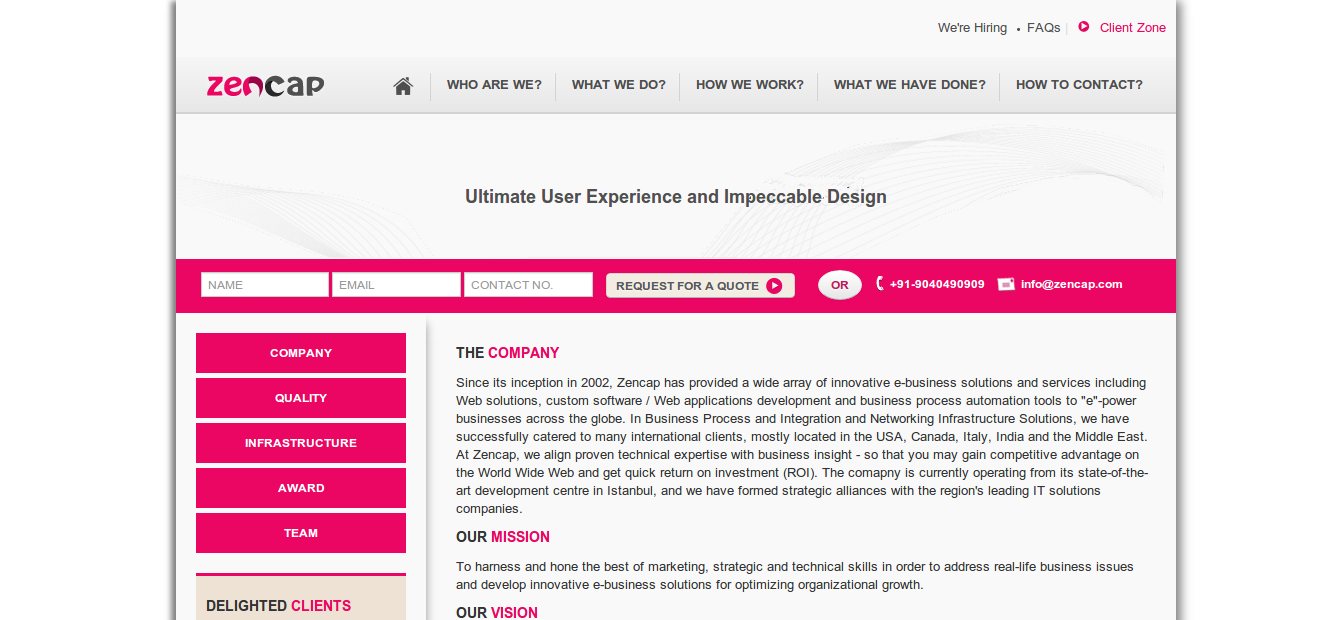 We're Hiring • FAQs | Client Zone
zencap
WHO ARE WE? WHAT WE DO? HOW WE WORK? WHAT WE HAVE DONE? HOW TO CONTACT?
Ultimate User Experience and Impeccable Design
NAME EMAIL CONTACT NO. REQUEST FOR A QUOTE OR +91-9040490909 info@zencap.com
COMPANY
QUALITY
INFRASTRUCTURE
AWARD
TEAM
DELIGHTED CLIENTS
THE COMPANY
Since its inception in 2002, Zencap has provided a wide array of innovative e-business solutions and services including
Web solutions, custom software / Web applications development and business process automation tools to "e"-power
businesses across the globe. In Business Process and Integration and Networking Infrastructure Solutions, we have
successfully catered to many international clients, mostly located in the USA, Canada, Italy, India and the Middle East.
At Zencap, we align proven technical expertise with business insight - so that you may gain competitive advantage on
the World Wide Web and get quick return on investment (ROI). The comapny is currently operating from its state-of-the-
art development centre in Istanbul, and we have formed strategic alliances with the region's leading IT solutions
companies.
OUR MISSION
To harness and hone the best of marketing, strategic and technical skills in order to address real-life business issues
and develop innovative e-business solutions for optimizing organizational growth.
OUR VISION